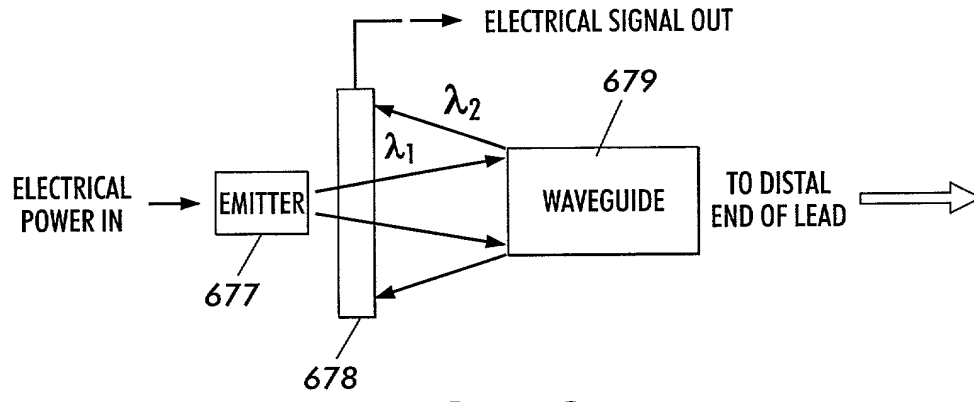 ELECTRICAL SIGNAL OUT
679
λ2
λ1
ELECTRICAL
POWER IN
EMITTER
WAVEGUIDE
TO DISTAL
END OF LEAD
677
678